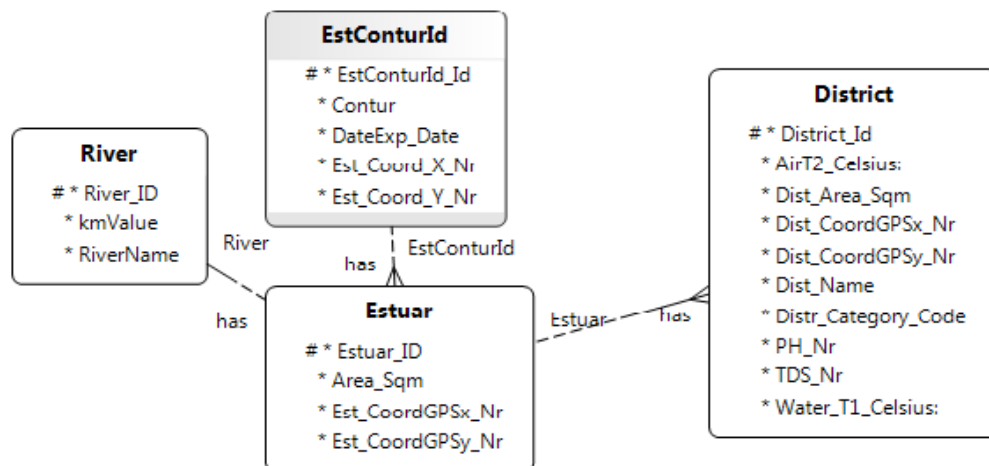 EstConturId
# * EstConturId_Id
* Contur
* DateExp_Date
* Est_Coord_X_Nr
* Est_Coord_Y_Nr
River
# * River_ID
* kmValue
* RiverName
District
# * District_Id
* AirT2_Celsius:
* Dist_Area_Sqm
* Dist_CoordGPSx_Nr
* Dist_CoordGPSy_Nr
* Dist_Name
* Distr_Category_Code
* PH_Nr
* TDS_Nr
* Water_T1_Celsius:
River
has
EstConturId
has
Estuar
# * Estuar_ID
* Area_Sqm
* Est_CoordGPSx_Nr
* Est_CoordGPSy_Nr
Estuar
has